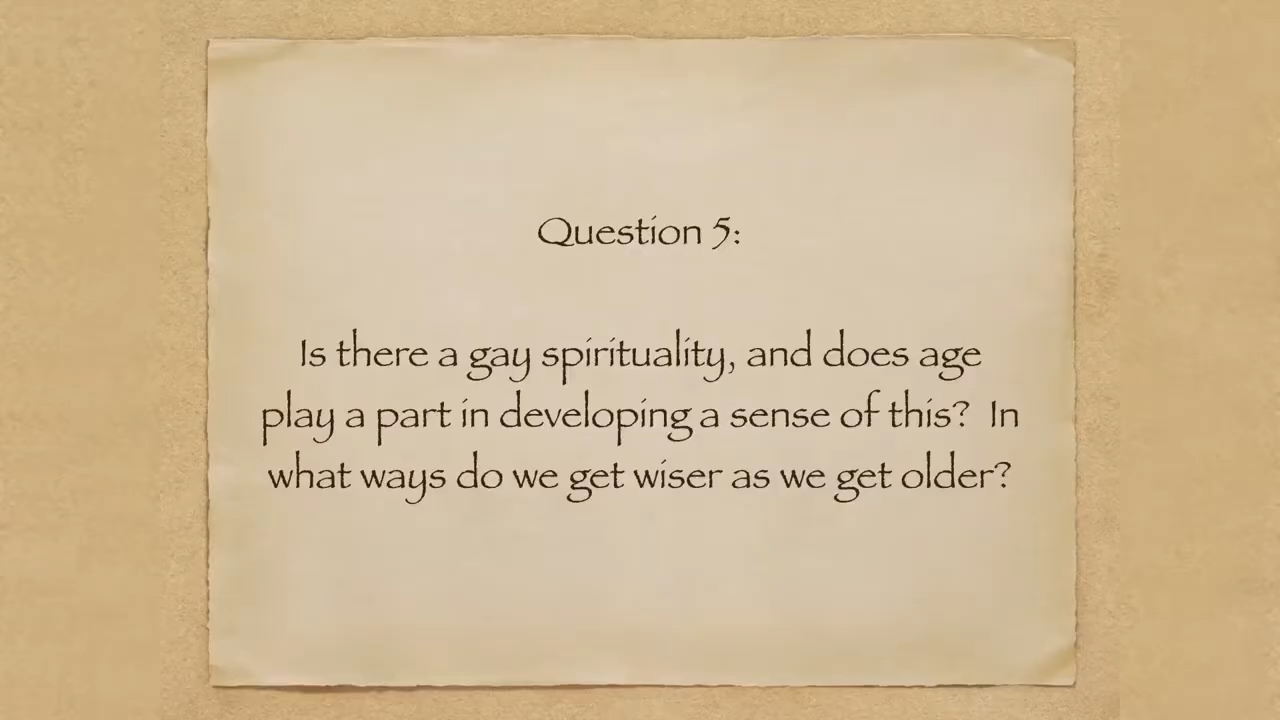 Question 5:
Is there a gay spirituality, and does age
play a part in developing a sense of this?  In
what ways do we get wiser as we get older?